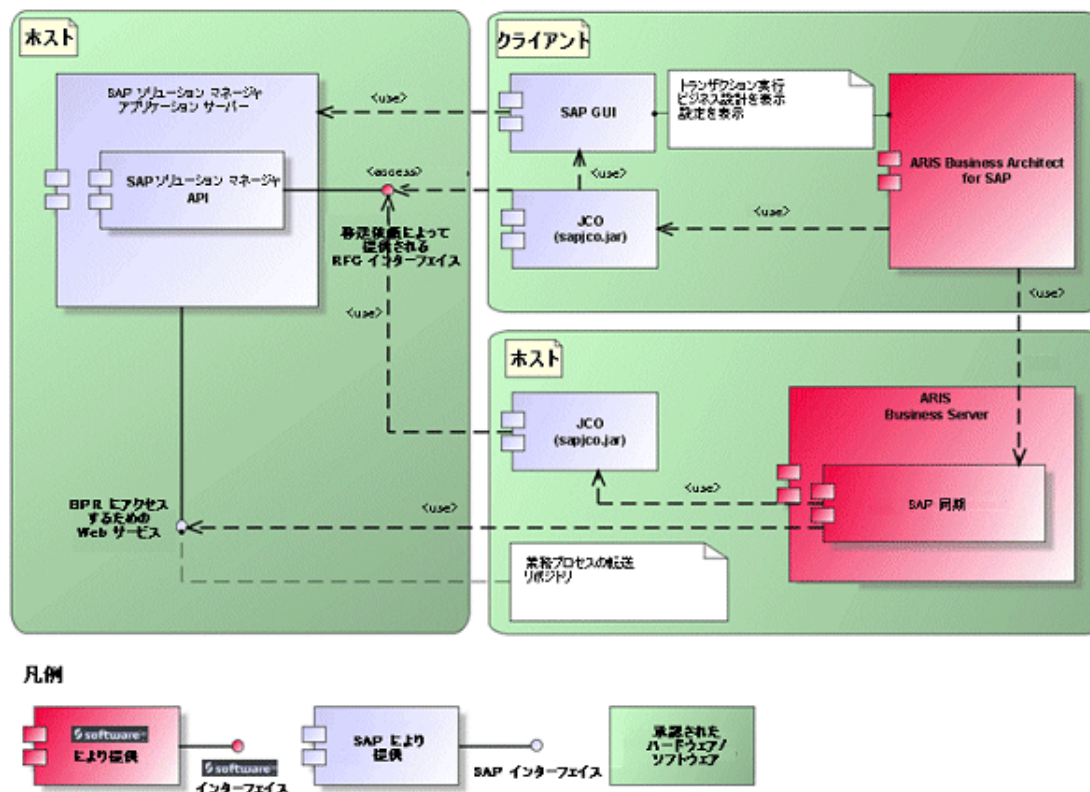 ホスト
SAP ソリューション マネージャ
アプリケーション サーバー
SAP ソリューション マネージャ
API
<use>
<access>
移送依頼によって
提供される
RFG インターフェイス
<use>
BPR にアクセス
するための
Web サービス
<use>
クライアント
SAP GUI
トランザクション実行
ビジネス設計を表示
設定を表示
ARIS Business Architect
for SAP
<use>
JCO
(sapjco.jar)
<use>
<use>
ホスト
JCO
(sapjco.jar)
ARIS
Business Server
<use>
SAP 同期
業務プロセスの転送
リポジトリ
凡例
software
により提供
software
インターフェイス
SAP により
提供
SAP インターフェイス
承認された
ハードウェア/
ソフトウェア